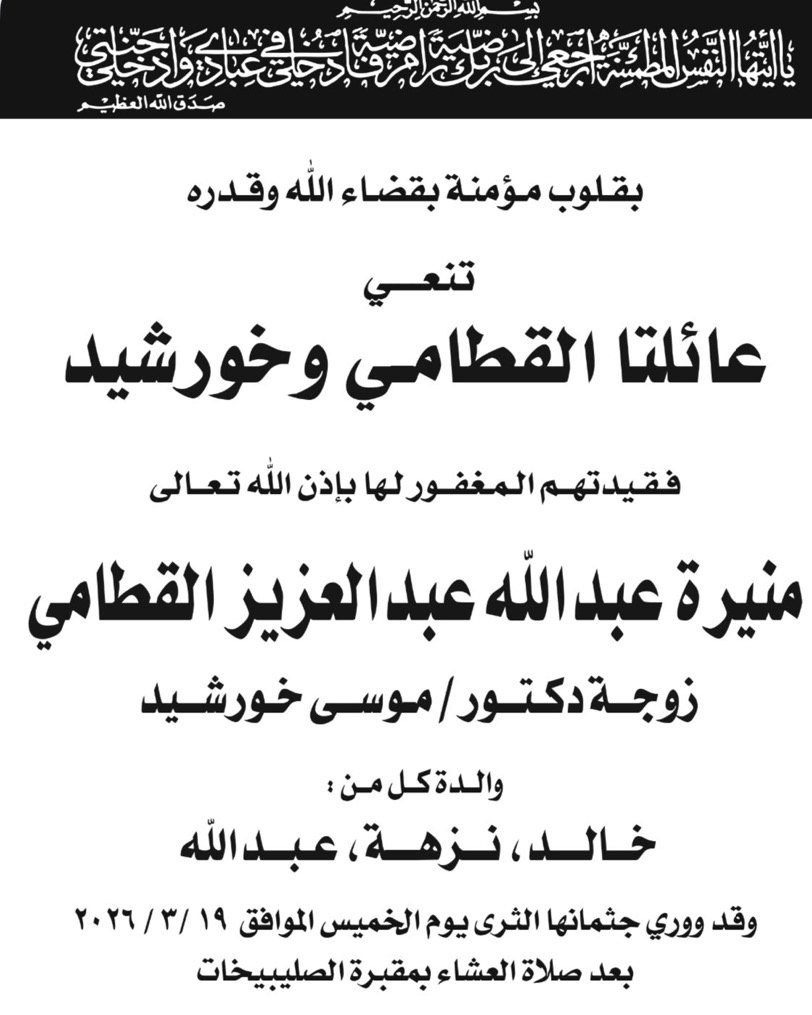 بسم الله الرحمن الرحيم
يا أيتها النفس المطمئنة ارجعي إلى ربك راضية مرضية فادخلي في عبادي وادخلي جنتي
صدق الله العظيم
بقلوب مؤمنة بقضاء الله وقدره
تنعي
عائلتا القطامي وخورشيد
فقيدتهم المغفور لها بإذن الله تعالى
منيرة عبدالله عبدالعزيز القطامي
زوجة دكتور / موسى خورشيد
والدة كل من :
خالد، نزهة، عبدالله
وقد ووري جثمانها الثرى يوم الخميس الموافق ١٩ /٣ / ٢٠٢٦
بعد صلاة العشاء بمقبرة الصليبيخات